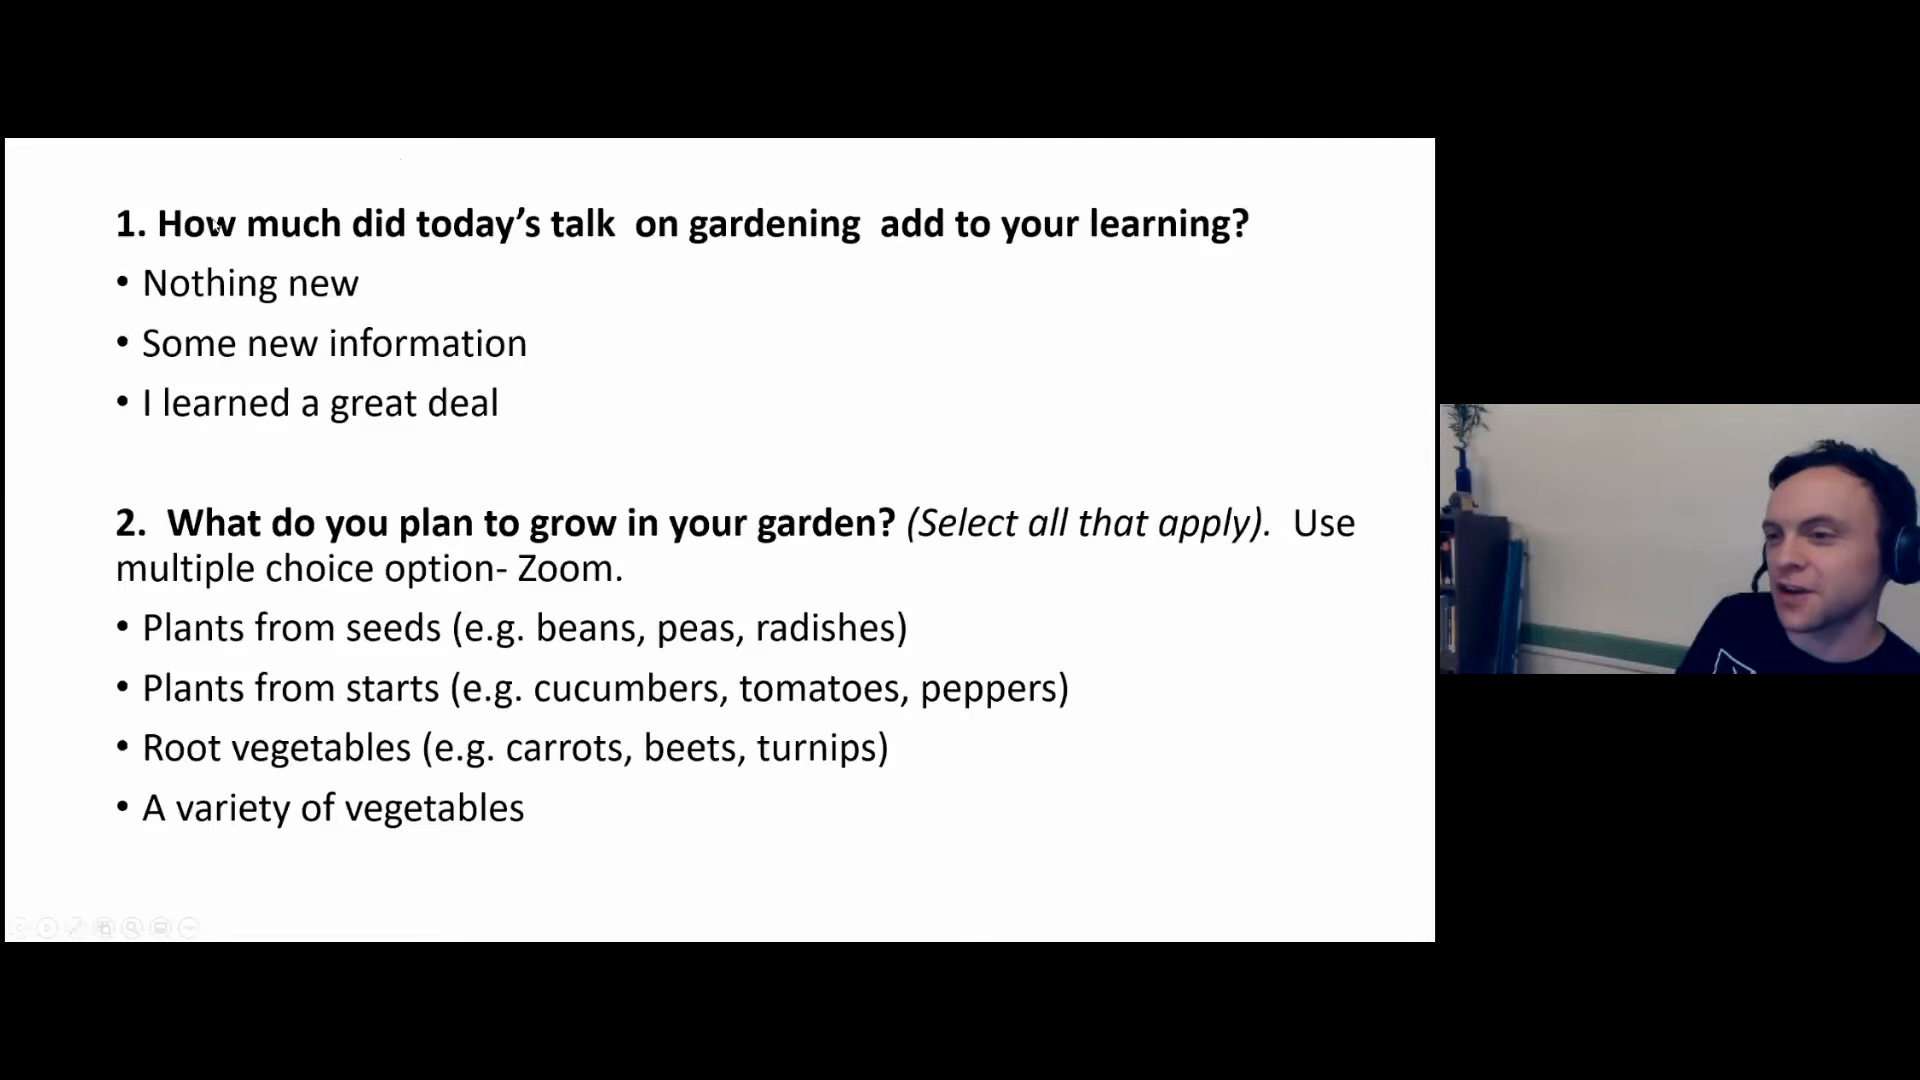 1. How much did today’s talk  on gardening  add to your learning?
• Nothing new
• Some new information
• I learned a great deal
2.  What do you plan to grow in your garden? (Select all that apply).  Use
multiple choice option- Zoom.
• Plants from seeds (e.g. beans, peas, radishes)
• Plants from starts (e.g. cucumbers, tomatoes, peppers)
• Root vegetables (e.g. carrots, beets, turnips)
• A variety of vegetables